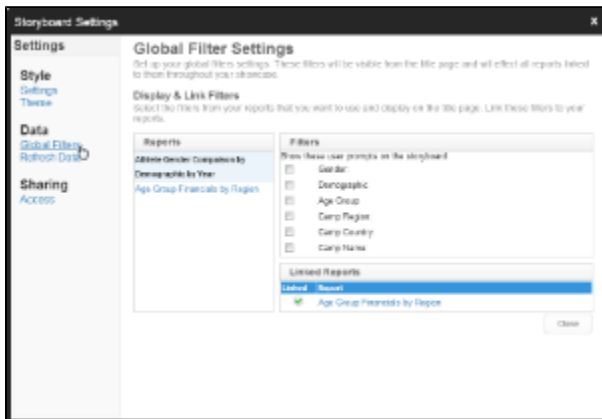 Storyboard Settings x
Settings
Style
Settings
Theme
Data
Global Filters
Refresh Data
Sharing
Access
Global Filter Settings
Set up your global filters settings. These filters will be visible from the title page and will effect all reports linked
to them throughout your showcase.
Display & Link Filters
Select the filters from your reports that you want to use and display on the title page. Link these filters to your
reports.
Reports
Athlete Gender Comparison by
Demographic by Year
Age Group Financials by Region
Filters
Show these user prompts on the storyboard
Gender
Demographic
Age Group
Camp Region
Camp Country
Camp Name
Linked Reports
Linked Report
Age Group Financials by Region
Close